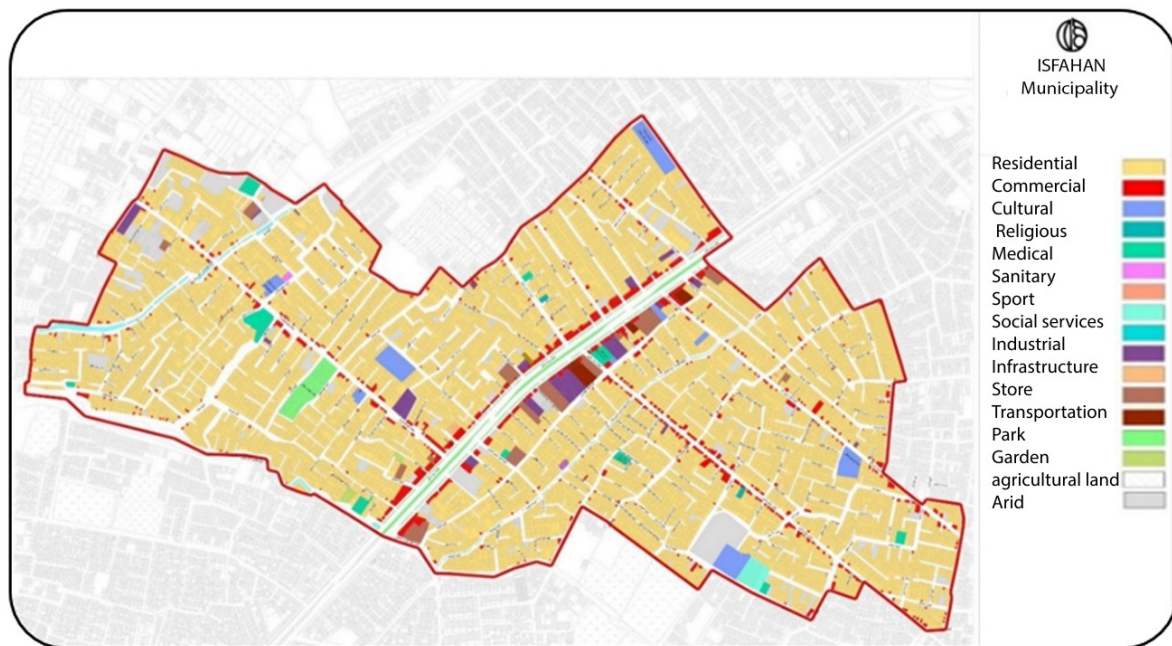 ISFAHAN
Municipality
Residential
Commercial
Cultural
Religious
Medical
Sanitary
Sport
Social services
Industrial
Infrastructure
Store
Transportation
Park
Garden
agricultural land
Arid